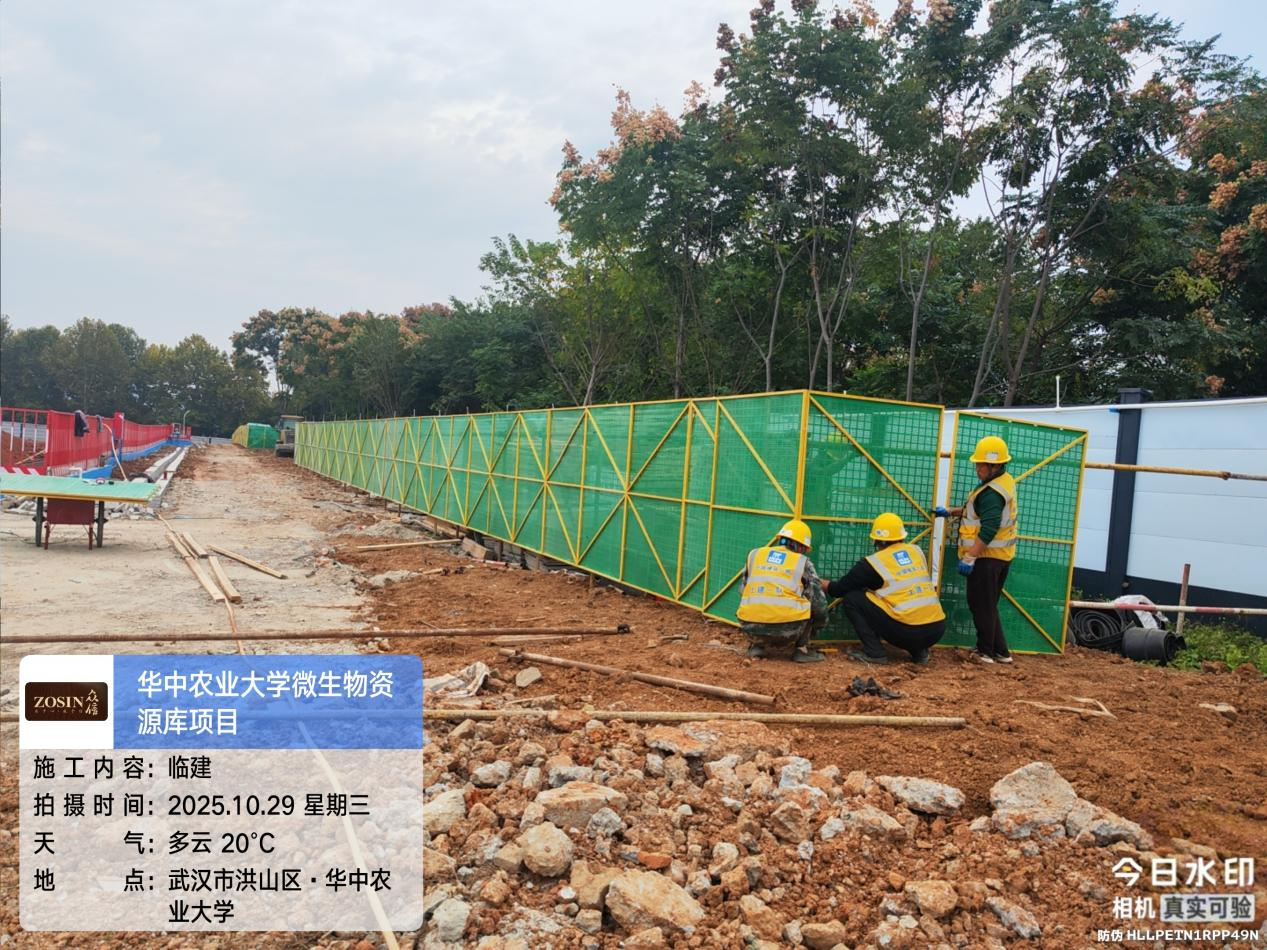 ZOSIN 众信
华中农业大学微生物资
源库项目
施工内容：临建
拍摄时间：2025.10.29 星期三
天气：多云 20°C
地点：武汉市洪山区·华中农
业大学
今日水印
相机 真实可验
防伪 HLLPETN1RPP49N